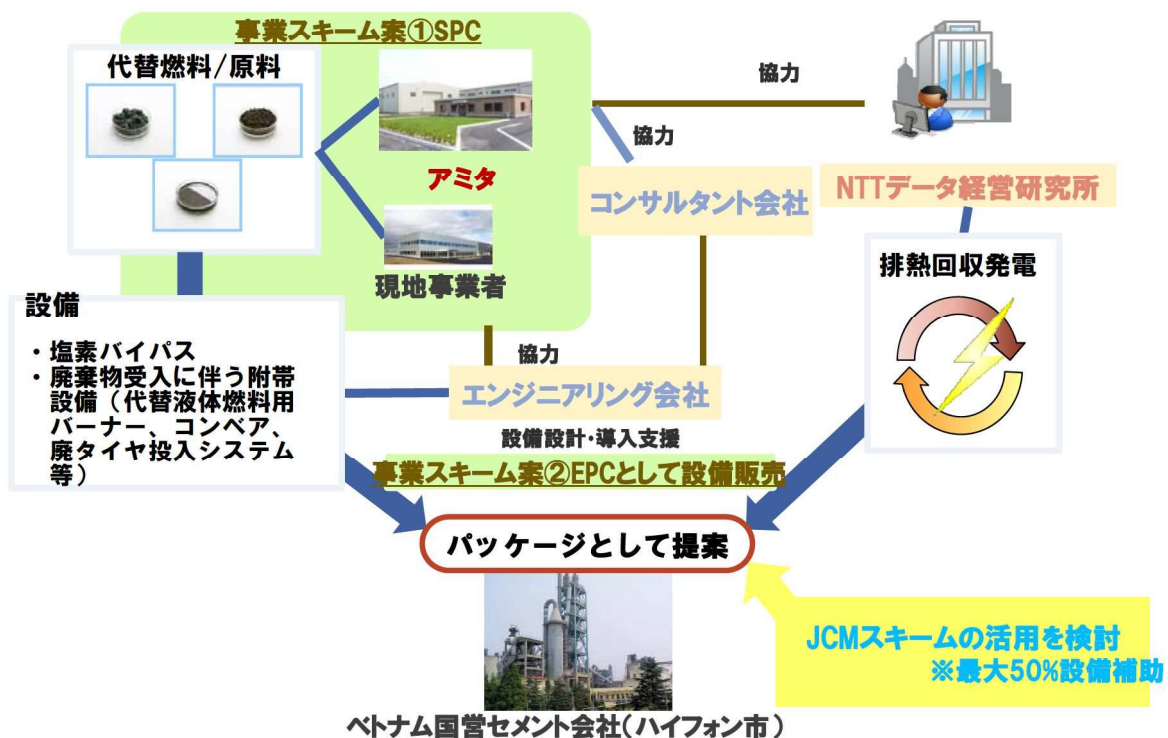 事業スキーム案①SPC
代替燃料/原料
アミタ
現地事業者
協力
協力
コンサルタント会社
NTTデータ経営研究所
排熱回収発電
設備
・塩素バイパス
・廃棄物受入に伴う附帯
設備（代替液体燃料用
バーナー、コンベア、
廃タイヤ投入システム
等）
協力
エンジニアリング会社
設備設計・導入支援
事業スキーム案②EPCとして設備販売
パッケージとして提案
JCMスキームの活用を検討
※最大50%設備補助
ベトナム国営セメント会社（ハイフォン市）